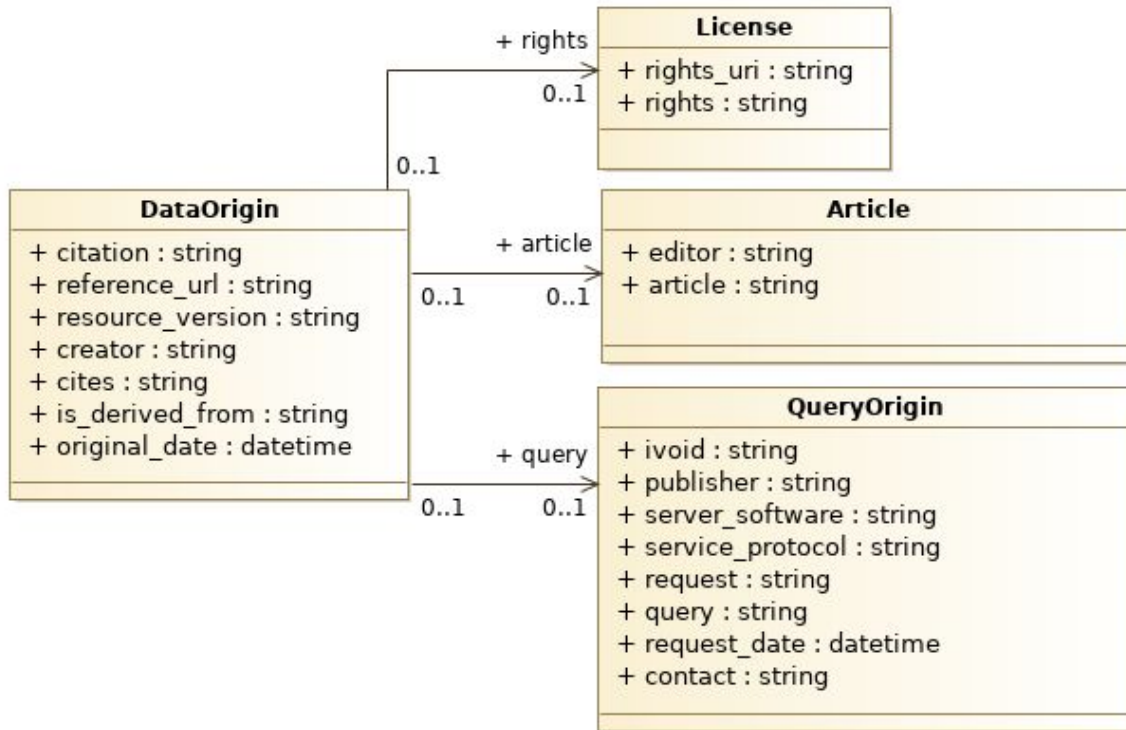 + rights
0..1
0..1
License
+ rights_uri : string
+ rights : string
DataOrigin
+ citation : string
+ reference_url : string
+ resource_version : string
+ creator : string
+ cites : string
+ is_derived_from : string
+ original_date : datetime
+ article
0..1
0..1
Article
+ editor : string
+ article : string
+ query
0..1
0..1
QueryOrigin
+ ivoid : string
+ publisher : string
+ server_software : string
+ service_protocol : string
+ request : string
+ query : string
+ request_date : datetime
+ contact : string